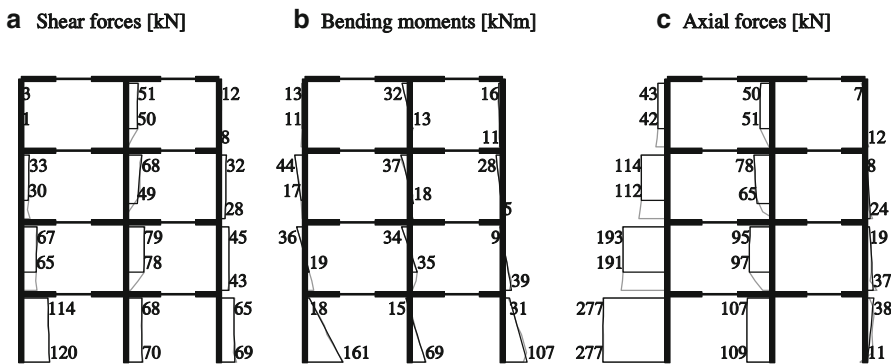 a Shear forces [kN] b Bending moments [kNm] c Axial forces [kN]
3 51 12 13 32 16 43 50 7
1 50 8 11 13 11 42 51 12
33 68 32 44 37 28 114 78 8
30 49 28 17 18 5 112 65 24
67 79 45 36 34 9 193 95 19
65 78 43 19 35 39 191 97 37
114 68 65 18 15 31 277 107 38
120 70 69 161 69 107 277 109 11